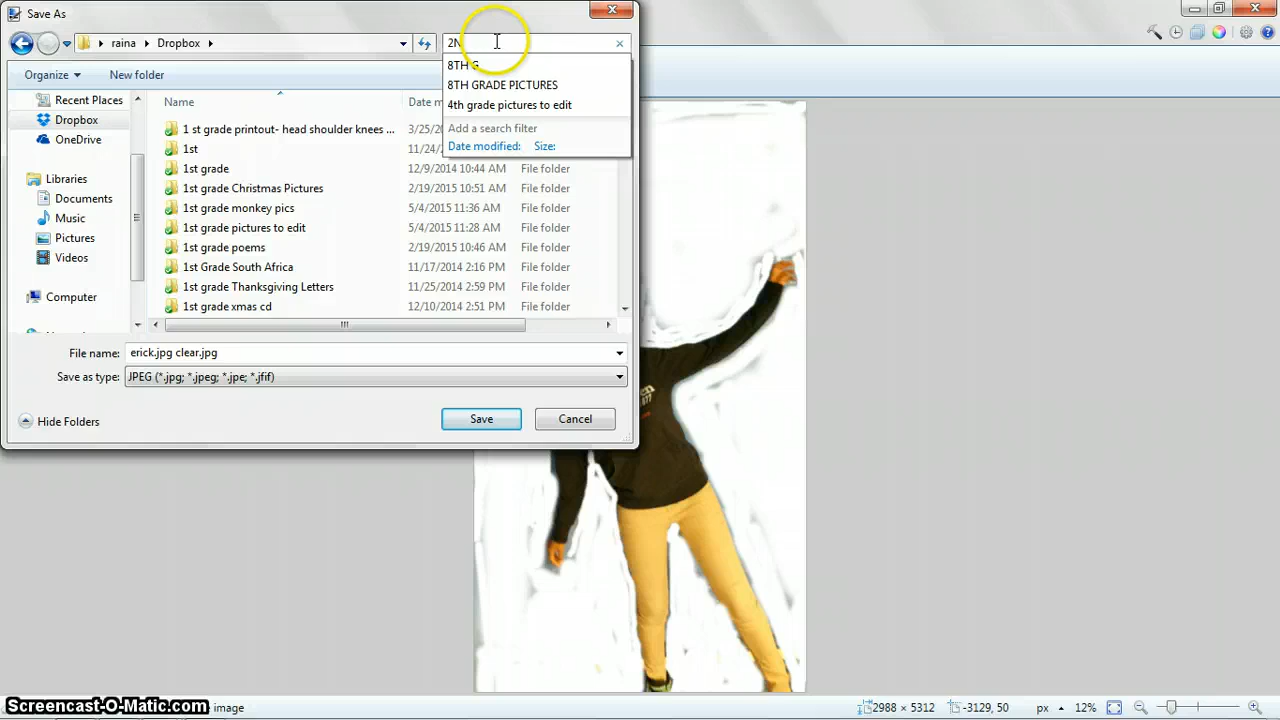 Save As
raina Dropbox
2N
8TH G
8TH GRADE PICTURES
4th grade pictures to edit
Add a search filter
Date modified: Size:
Organize New folder
Recent Places
Dropbox
OneDrive
Libraries
Documents
Music
Pictures
Videos
Computer
Name Date m
1 st grade printout- head shoulder knees ... 3/25/20
1st 11/24/
1st grade 12/9/2014 10:44 AM File folder
1st grade Christmas Pictures 2/19/2015 10:51 AM File folder
1st grade monkey pics 5/4/2015 11:36 AM File folder
1st grade pictures to edit 5/4/2015 11:28 AM File folder
1st grade poems 2/19/2015 10:46 AM File folder
1st Grade South Africa 11/17/2014 2:16 PM File folder
1st grade Thanksgiving Letters 11/25/2014 2:59 PM File folder
1st grade xmas cd 12/10/2014 2:51 PM File folder
File name: erick.jpg clear.jpg
Save as type: JPEG (*.jpg; *.jpeg; *.jpe; *.jfif)
Hide Folders Save Cancel
077
Screencast-O-Matic.com image 2988 × 5312 -3129, 50 px 12%